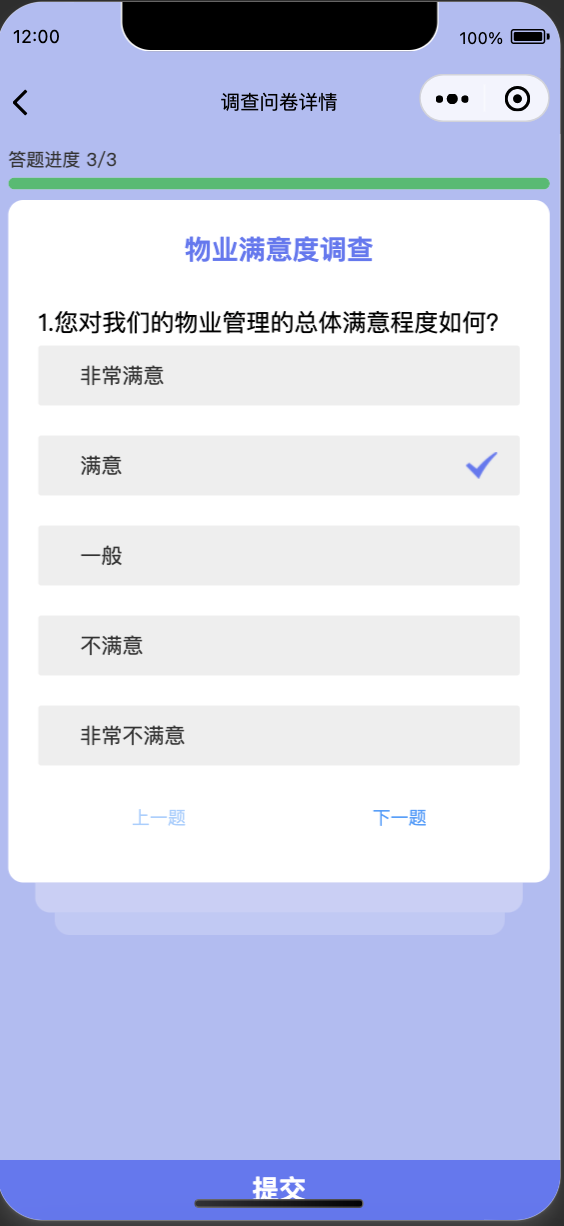 12:00
100%
调查问卷详情
答题进度 3/3
物业满意度调查
1.您对我们的物业管理的总体满意程度如何?
非常满意
满意
一般
不满意
非常不满意
上一题
下一题
提交